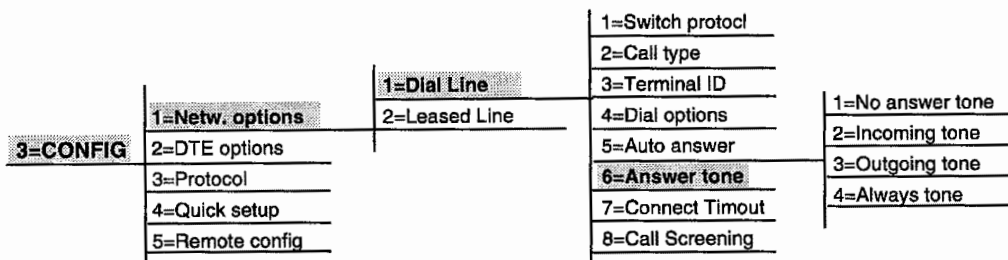 3=CONFIG
1=Netw. options
2=DTE options
3=Protocol
4=Quick setup
5=Remote config
1=Dial Line
2=Leased Line
1=Switch protocl
2=Call type
3=Terminal ID
4=Dial options
5=Auto answer
6=Answer tone
7=Connect Timout
8=Call Screening
1=No answer tone
2=Incoming tone
3=Outgoing tone
4=Always tone